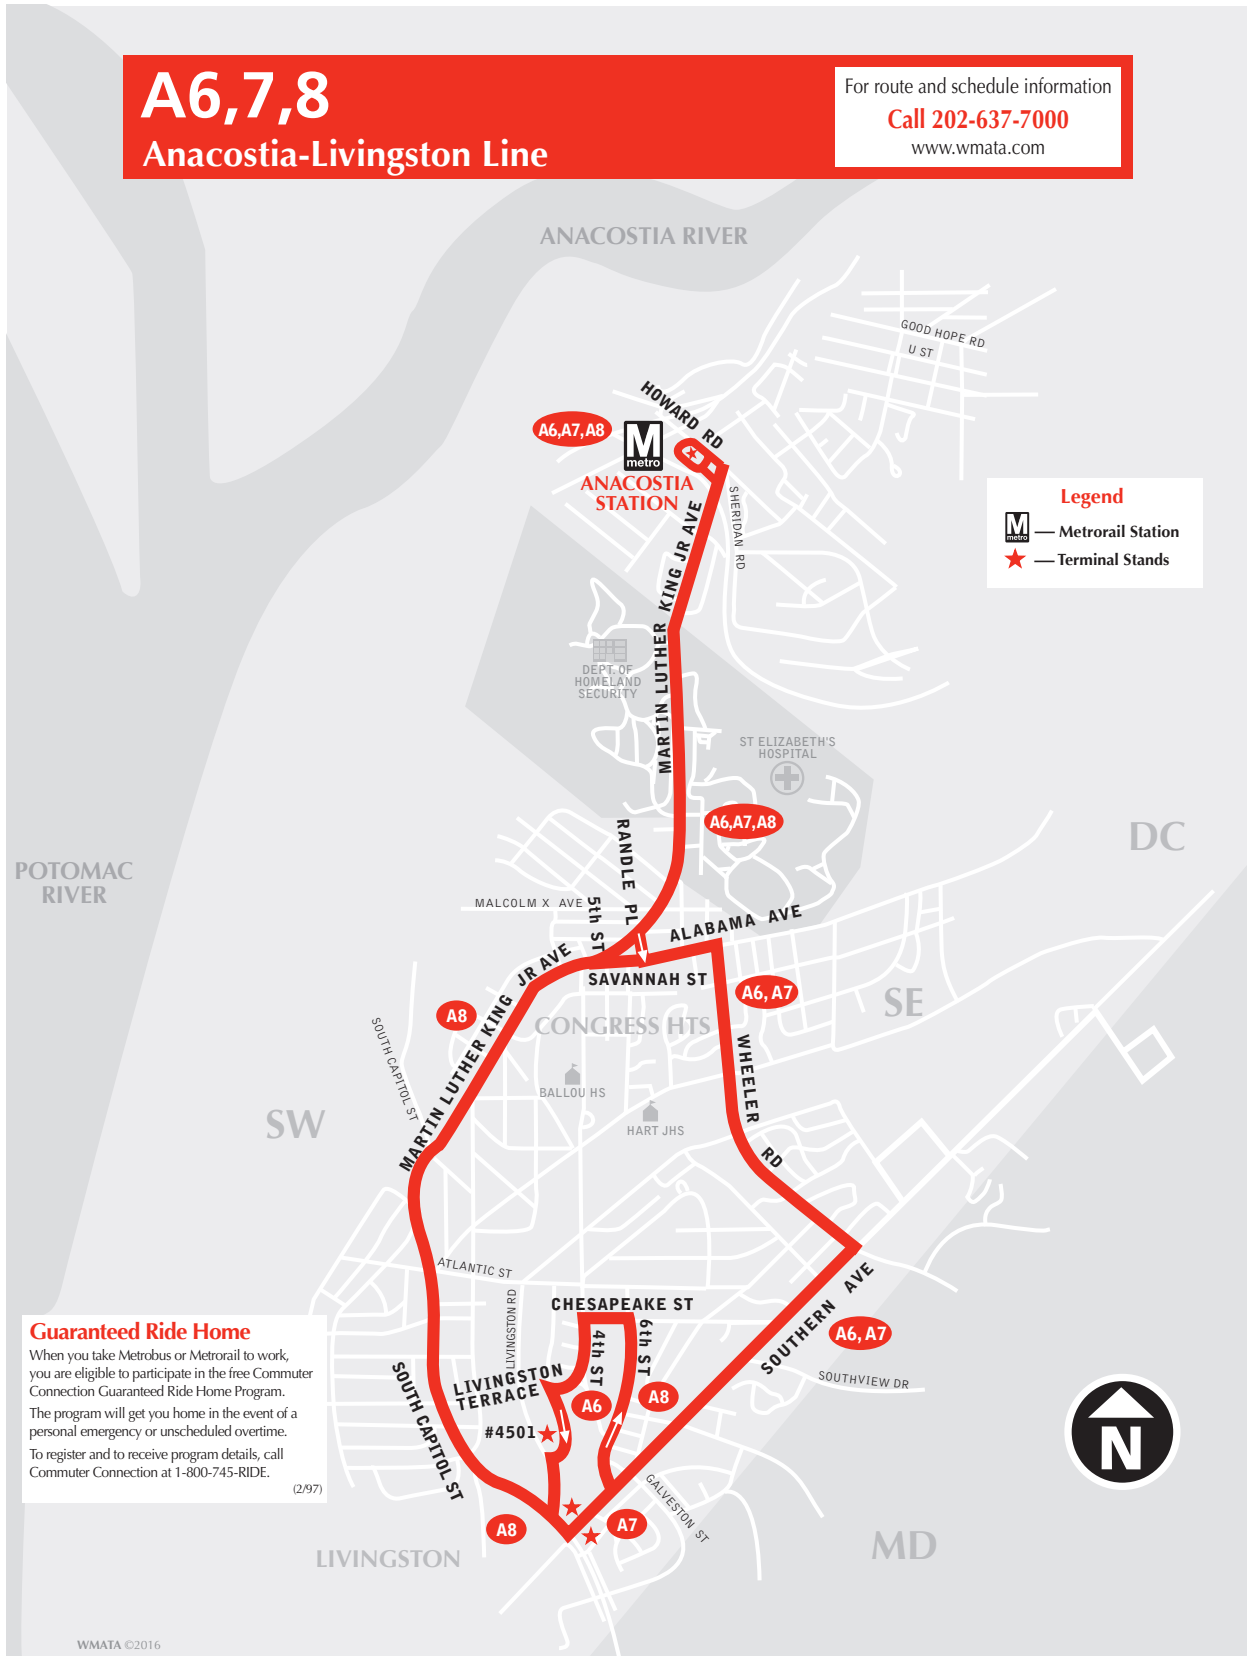 A6,7,8
Anacostia-Livingston Line
For route and schedule information
Call 202-637-7000
www.wmata.com
ANACOSTIA RIVER
GOOD HOPE RD
U ST
HOWARD RD
A6,A7,A8
M
metro
ANACOSTIA
STATION
SHERIDAN RD
MARTIN LUTHER KING JR AVE
Legend
M
metro
— Metrorail Station
— Terminal Stands
DEPT. OF
HOMELAND
SECURITY
ST ELIZABETH'S
HOSPITAL
A6,A7,A8
DC
POTOMAC
RIVER
RANDLE PL
MALCOLM X AVE
5th ST
ALABAMA AVE
SAVANNAH ST
MARTIN LUTHER KING JR AVE
A8
A6, A7
SE
CONGRESS HTS
SOUTH CAPITOL ST
WHEELER RD
BALLOU HS
HART JHS
SW
ATLANTIC ST
LIVINGSTON RD
CHESAPEAKE ST
4th ST
6th ST
SOUTHERN AVE
A6, A7
SOUTHVIEW DR
LIVINGSTON
TERRACE
A6
A8
#4501
SOUTH CAPITOL ST
GALVESTON ST
A8
A7
LIVINGSTON
MD
N
Guaranteed Ride Home
When you take Metrobus or Metrorail to work,
you are eligible to participate in the free Commuter
Connection Guaranteed Ride Home Program.
The program will get you home in the event of a
personal emergency or unscheduled overtime.
To register and to receive program details, call
Commuter Connection at 1-800-745-RIDE.
(2/97)
WMATA ©2016